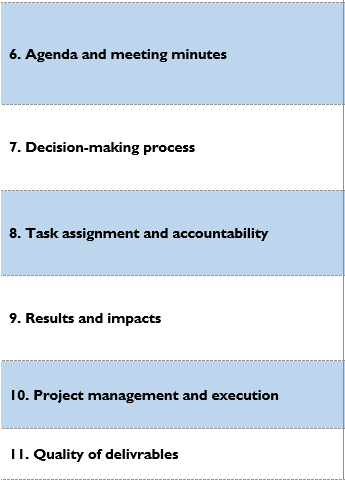 6. Agenda and meeting minutes
7. Decision-making process
8. Task assignment and accountability
9. Results and impacts
10. Project management and execution
11. Quality of delivrables